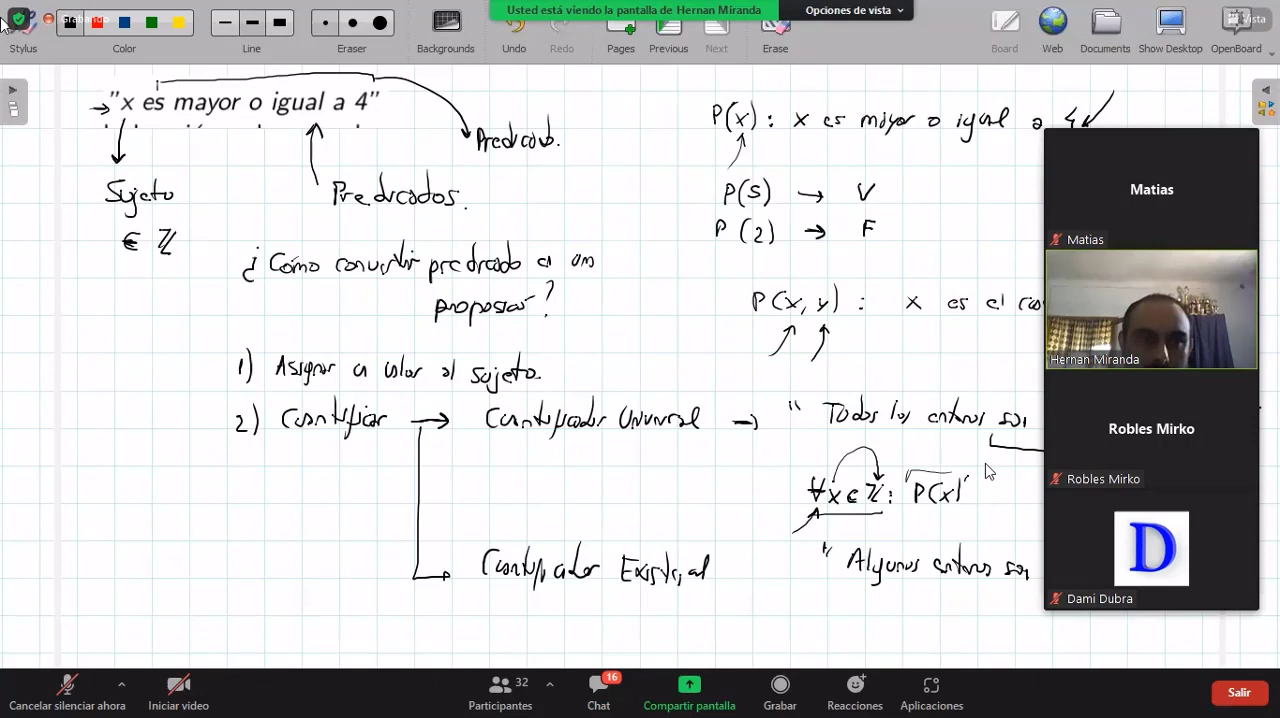 Grabando
Usted está viendo la pantalla de Hernan Miranda
Opciones de vista
Vista
Stylus
Color
Line
Eraser
Backgrounds
Undo
Redo
Pages
Previous
Next
Erase
Board
Web
Documents
Show Desktop
OpenBoard
"x es mayor o igual a 4"
Predicado.
Sujeto
∈ ℤ
Predicados.
¿Cómo convertir predicado en un
proposición?
1) Asignar un valor al sujeto.
2) Cuantificar → Cuantificador Universal → " Todos los enteros son
Cuantificador Existencial
P(x) : x es mayor o igual a 4
P(5) → V
P(2) → F
P(x, y) : x es el
∀x ∈ ℤ : P(x)
" Algunos enteros son
Matias
Matias
Hernan Miranda
Robles Mirko
Robles Mirko
D
Dami Dubra
Cancelar silenciar ahora
Iniciar video
32
Participantes
16
Chat
Compartir pantalla
Grabar
Reacciones
Aplicaciones
Salir